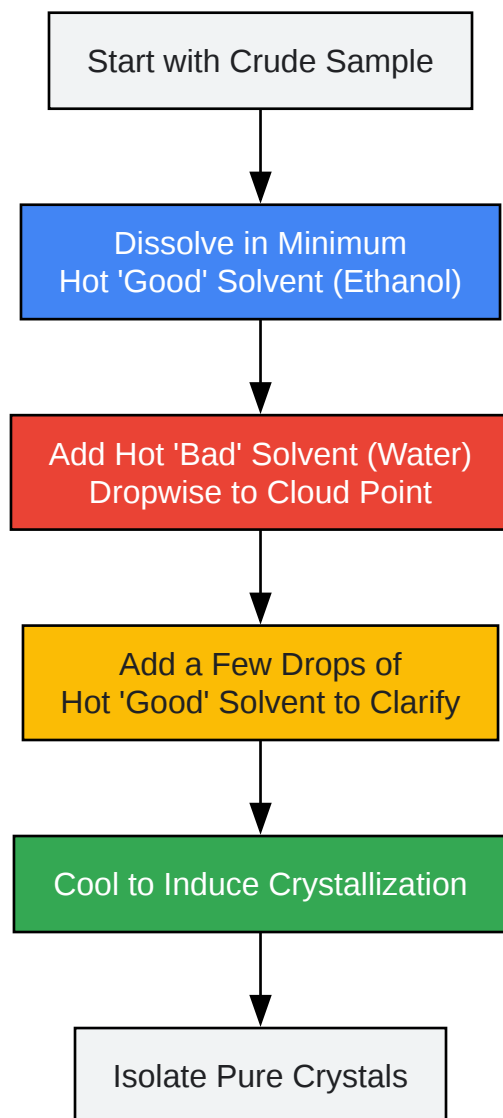 Start with Crude Sample
Dissolve in Minimum
Hot 'Good' Solvent (Ethanol)
Add Hot 'Bad' Solvent (Water)
Dropwise to Cloud Point
Add a Few Drops of
Hot 'Good' Solvent to Clarify
Cool to Induce Crystallization
Isolate Pure Crystals